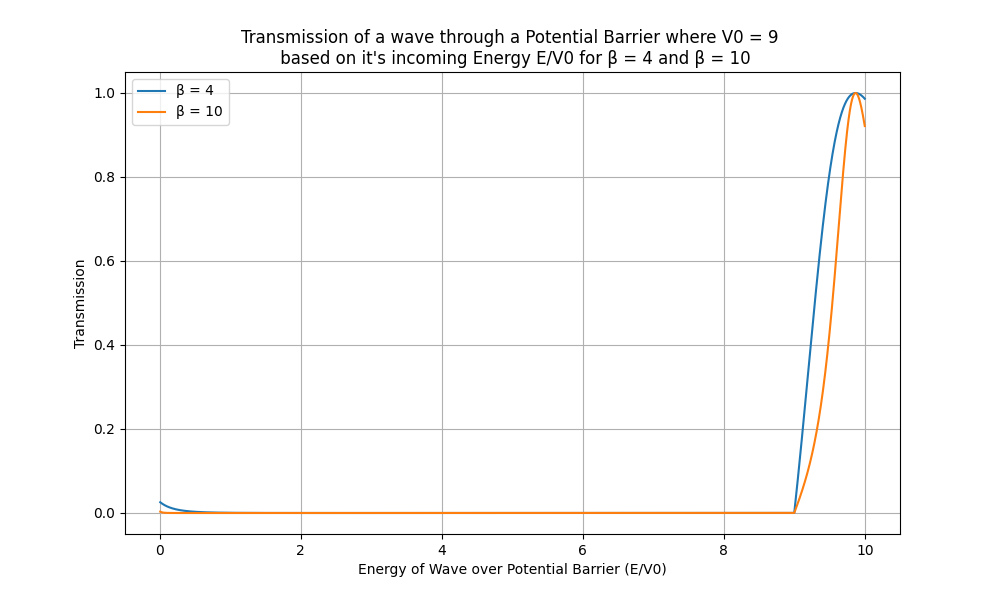 Transmission of a wave through a Potential Barrier where V0 = 9
based on it's incoming Energy E/V0 for β = 4 and β = 10
β = 4
β = 10
1.0
0.8
0.6
0.4
0.2
0.0
Transmission
0 2 4 6 8 10
Energy of Wave over Potential Barrier (E/V0)